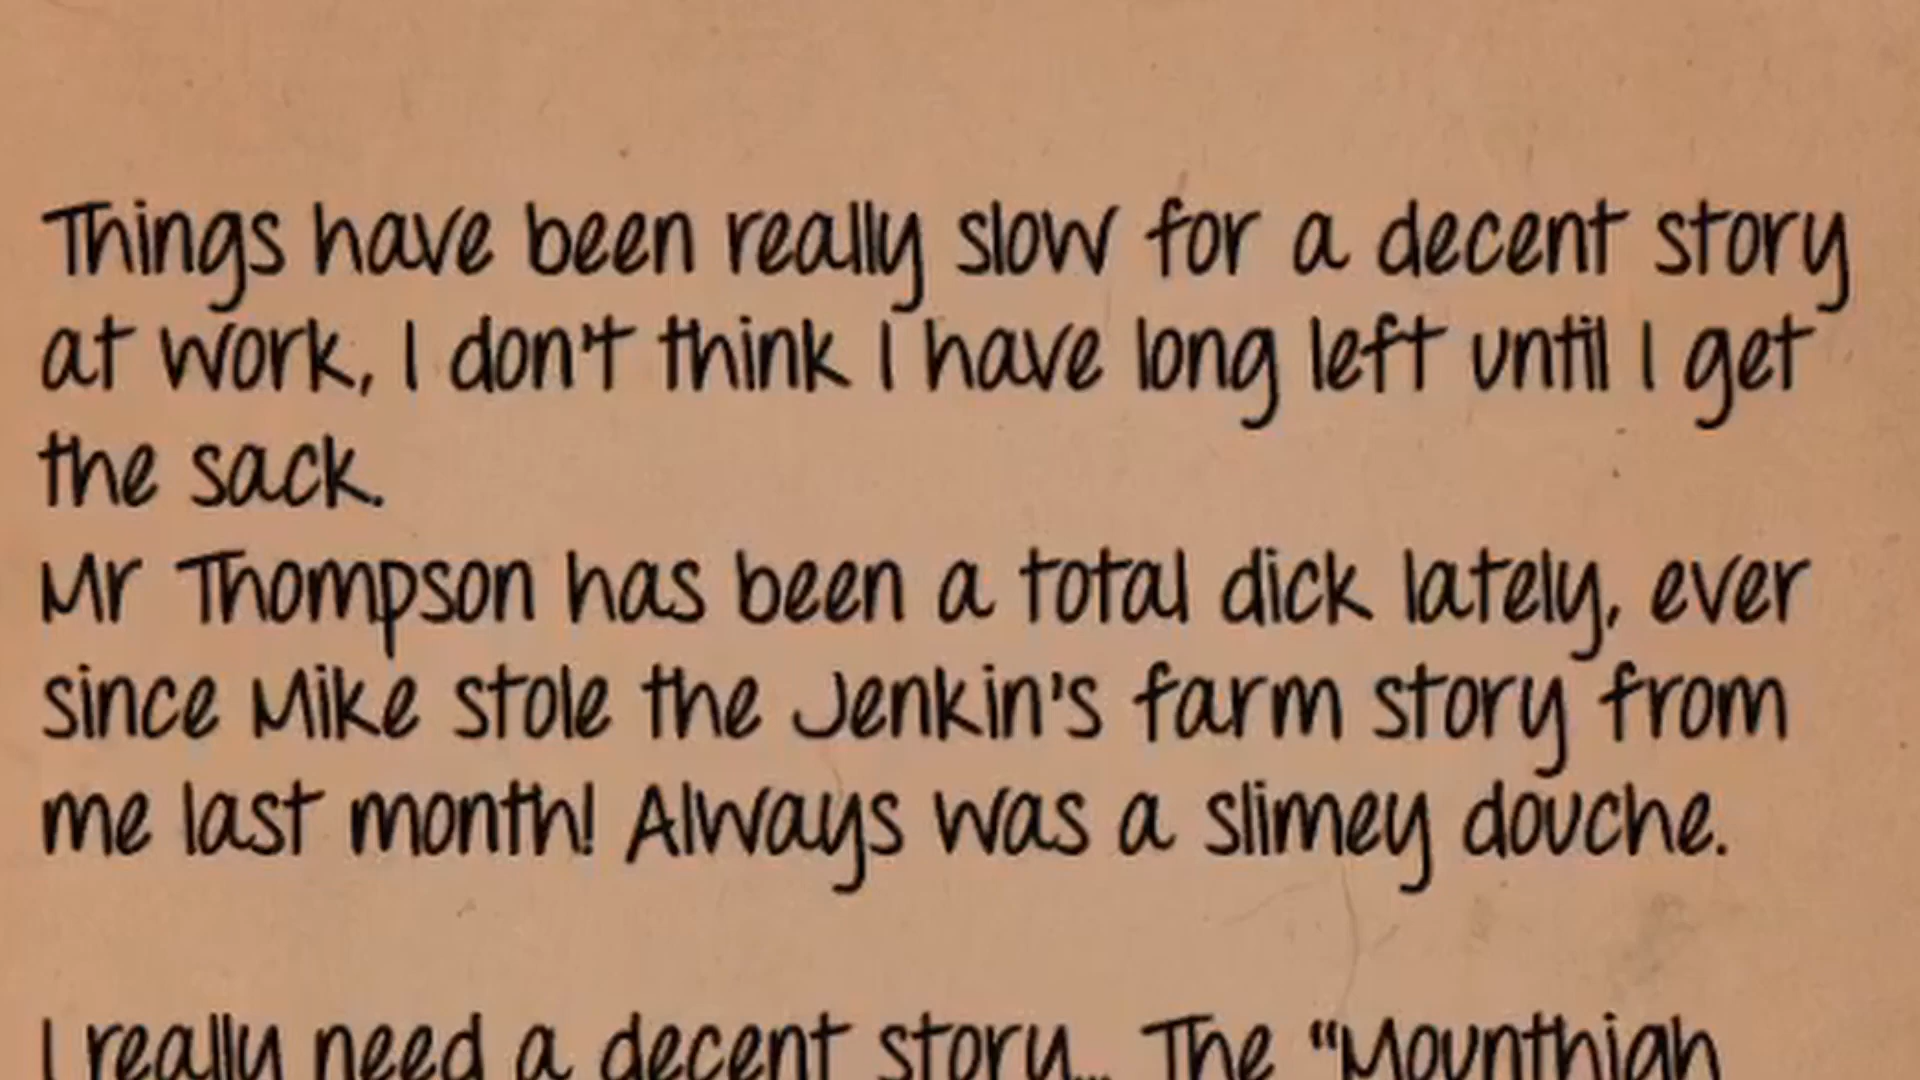 Things have been really slow for a decent story
at work, I don't think I have long left until I get
the sack.
Mr Thompson has been a total dick lately, ever
since Mike stole the Jenkin's farm story from
me last month! Always was a slimey douche.
I really need a decent story... The “Mounthigh